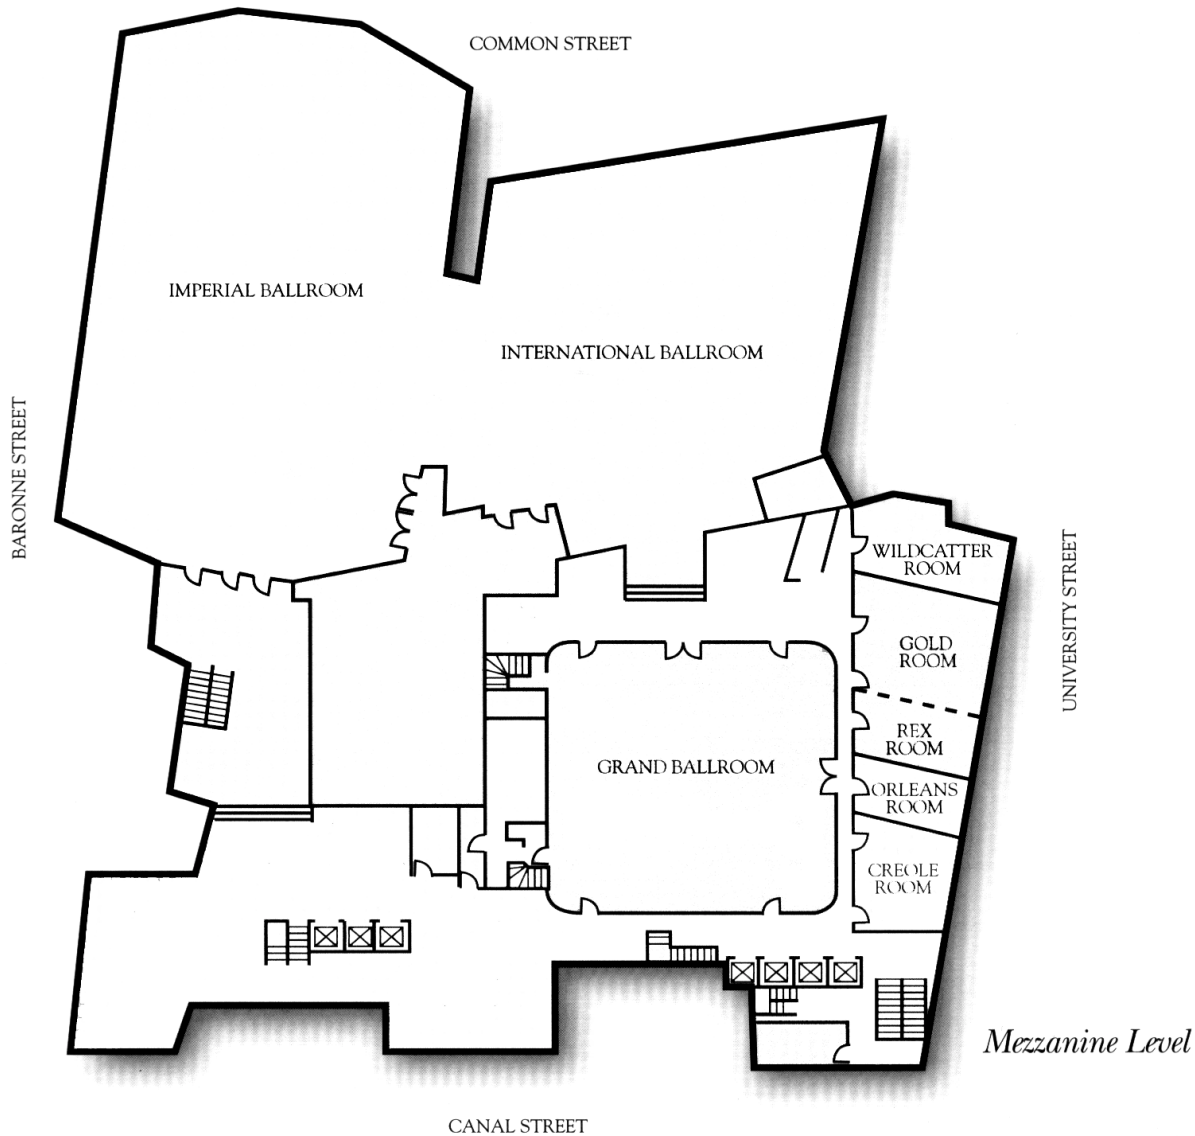 COMMON STREET
IMPERIAL BALLROOM
INTERNATIONAL BALLROOM
BARONNE STREET
WILDCATTER
ROOM
UNIVERSITY STREET
GOLD
ROOM
REX
ROOM
GRAND BALLROOM
ORLEANS
ROOM
CREOLE
ROOM
Mezzanine Level
CANAL STREET